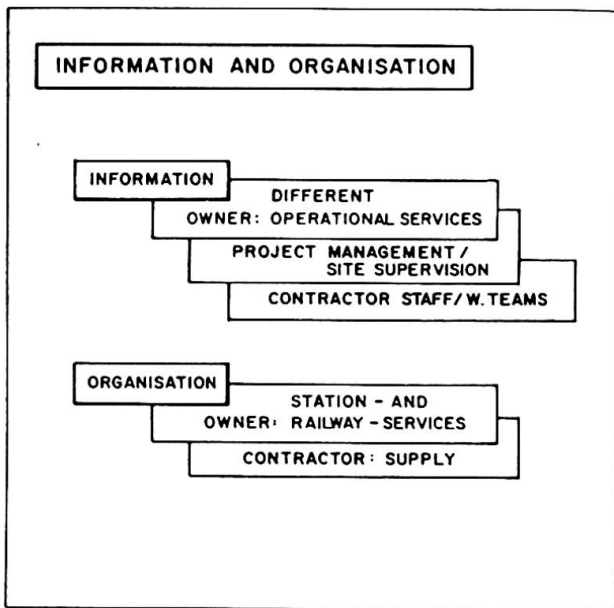 INFORMATION AND ORGANISATION
INFORMATION
DIFFERENT
OWNER: OPERATIONAL SERVICES
PROJECT MANAGEMENT /
SITE SUPERVISION
CONTRACTOR STAFF/W.TEAMS
ORGANISATION
STATION - AND
OWNER: RAILWAY - SERVICES
CONTRACTOR: SUPPLY